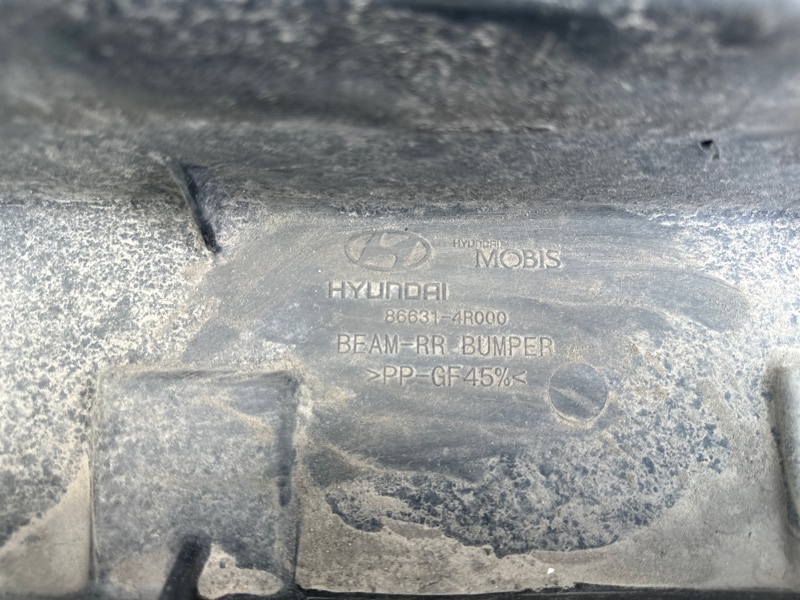 HYUNDAI
MOBIS
HYUNDAI
86631-4R000
BEAM-RR BUMPER
>PP-GF45%<